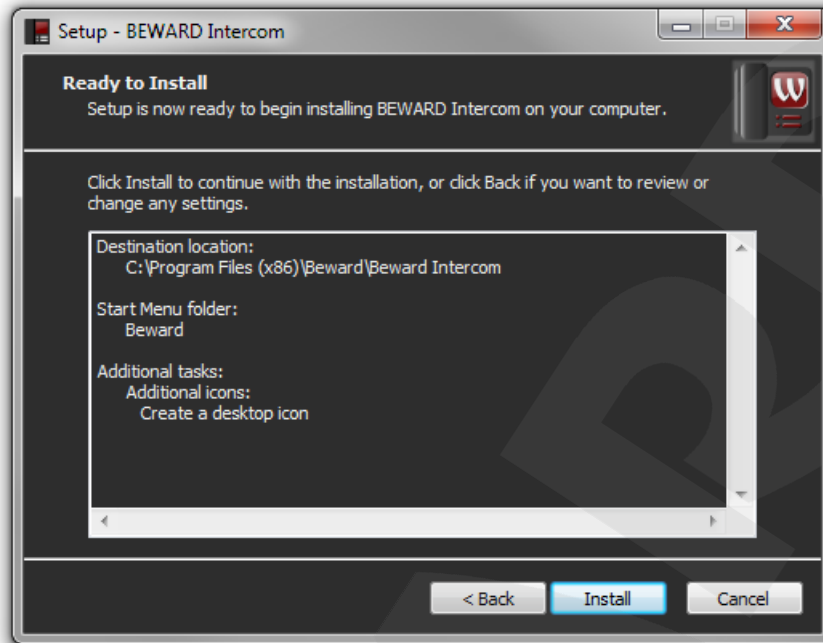 Setup - BEWARD Intercom
Ready to Install
Setup is now ready to begin installing BEWARD Intercom on your computer.
W
Click Install to continue with the installation, or click Back if you want to review or
change any settings.
Destination location:
C:\Program Files (x86)\Beward\Beward Intercom
Start Menu folder:
Beward
Additional tasks:
Additional icons:
Create a desktop icon
< Back
Install
Cancel